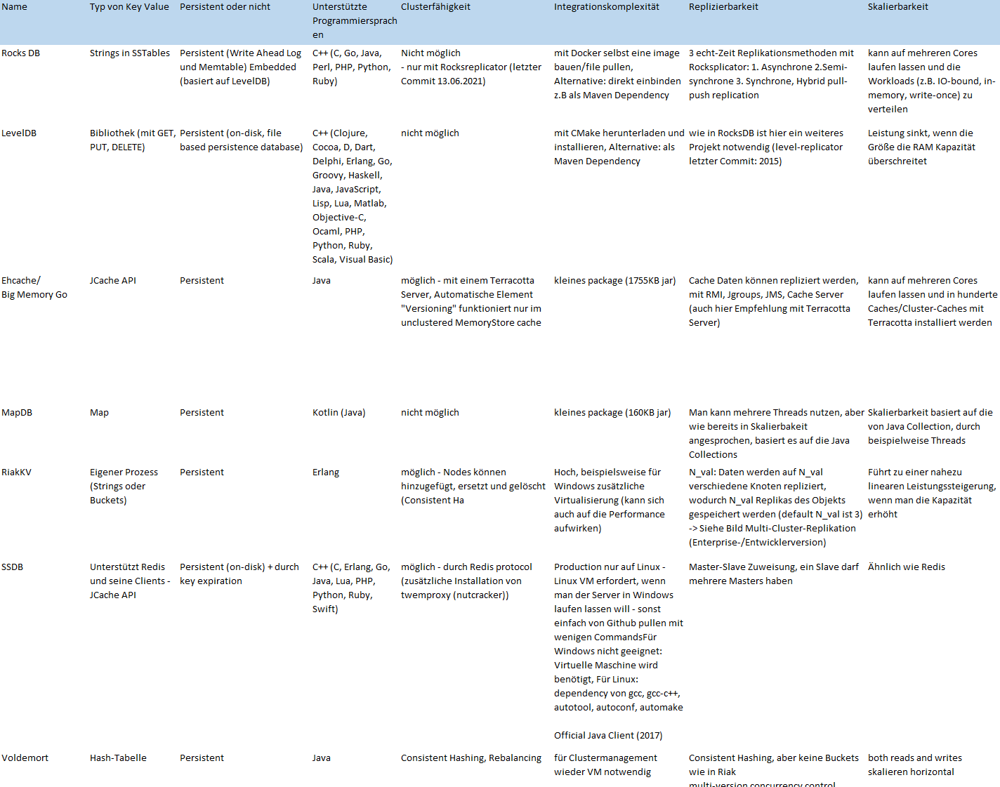 Name
Typ von Key Value
Persistent oder nicht
Unterstützte
Programmiersprach
en
Clusterfähigkeit
Integrationskomplexität
Replizierbarkeit
Skalierbarkeit
Rocks DB
Strings in SSTables
Persistent (Write Ahead Log
und Memtable) Embedded
(basiert auf LevelDB)
C++ (C, Go, Java,
Perl, PHP, Python,
Ruby)
Nicht möglich
- nur mit Rocksreplicator (letzter
Commit 13.06.2021)
mit Docker selbst eine image
bauen/file pullen,
Alternative: direkt einbinden
z.B als Maven Dependency
3 echt-Zeit Replikationsmethoden mit
Rocksplicator: 1. Asynchrone 2.Semi-
synchrone 3. Synchrone, Hybrid pull-
push replication
kann auf mehreren Cores
laufen lassen und die
Workloads (z.B. IO-bound, in-
memory, write-once) zu
verteilen
LevelDB
Bibliothek (mit GET,
PUT, DELETE)
Persistent (on-disk, file
based persistence database)
C++ (Clojure,
Cocoa, D, Dart,
Delphi, Erlang, Go,
Groovy, Haskell,
Java, JavaScript,
Lisp, Lua, Matlab,
Objective-C,
Ocaml, PHP,
Python, Ruby,
Scala, Visual Basic)
nicht möglich
mit CMake herunterladen und
installieren, Alternative: als
Maven Dependency
wie in RocksDB ist hier ein weiteres
Projekt notwendig (level-replicator
letzter Commit: 2015)
Leistung sinkt, wenn die
Größe die RAM Kapazität
überschreitet
Ehcache/
Big Memory Go
JCache API
Persistent
Java
möglich - mit einem Terracotta
Server, Automatische Element
"Versioning" funktioniert nur im
unclustered MemoryStore cache
kleines package (1755KB jar)
Cache Daten können repliziert werden,
mit RMI, Jgroups, JMS, Cache Server
(auch hier Empfehlung mit Terracotta
Server)
kann auf mehreren Cores
laufen lassen und in hunderte
Caches/Cluster-Caches mit
Terracotta installiert werden
MapDB
Map
Persistent
Kotlin (Java)
nicht möglich
kleines package (160KB jar)
Man kann mehrere Threads nutzen, aber
wie bereits in Skalierbakeit
angesprochen, basiert es auf die Java
Collections
Skalierbarkeit basiert auf die
von Java Collection, durch
beispielweise Threads
RiakKV
Eigener Prozess
(Strings oder
Buckets)
Persistent
Erlang
möglich - Nodes können
hinzugefügt, ersetzt und gelöscht
(Consistent Ha
Hoch, beispielsweise für
Windows zusätzliche
Virtualisierung (kann sich
auch auf die Performance
aufwirken)
N_val: Daten werden auf N_val
verschiedene Knoten repliziert,
wodurch N_val Replikas des Objekts
gespeichert werden (default N_val ist 3)
-> Siehe Bild Multi-Cluster-Replikation
(Enterprise-/Entwicklerversion)
Führt zu einer nahezu
linearen Leistungssteigerung,
wenn man die Kapazität
erhöht
SSDB
Unterstützt Redis
und seine Clients -
JCache API
Persistent (on-disk) + durch
key expiration
C++ (C, Erlang, Go,
Java, Lua, PHP,
Python, Ruby,
Swift)
möglich - durch Redis protocol
(zusätzliche Installation von
twemproxy (nutcracker))
Production nur auf Linux -
Linux VM erfordert, wenn
man der Server in Windows
laufen lassen will - sonst
einfach von Github pullen mit
wenigen CommandsFür
Windows nicht geeignet:
Virtuelle Maschine wird
benötigt, Für Linux:
dependency von gcc, gcc-c++,
autotool, autoconf, automake
Official Java Client (2017)
Master-Slave Zuweisung, ein Slave darf
mehrere Masters haben
Ähnlich wie Redis
Voldemort
Hash-Tabelle
Persistent
Java
Consistent Hashing, Rebalancing
für Clustermanagement
wieder VM notwendig
Consistent Hashing, aber keine Buckets
wie in Riak
multi-version concurrency control
both reads and writes
skalieren horizontal